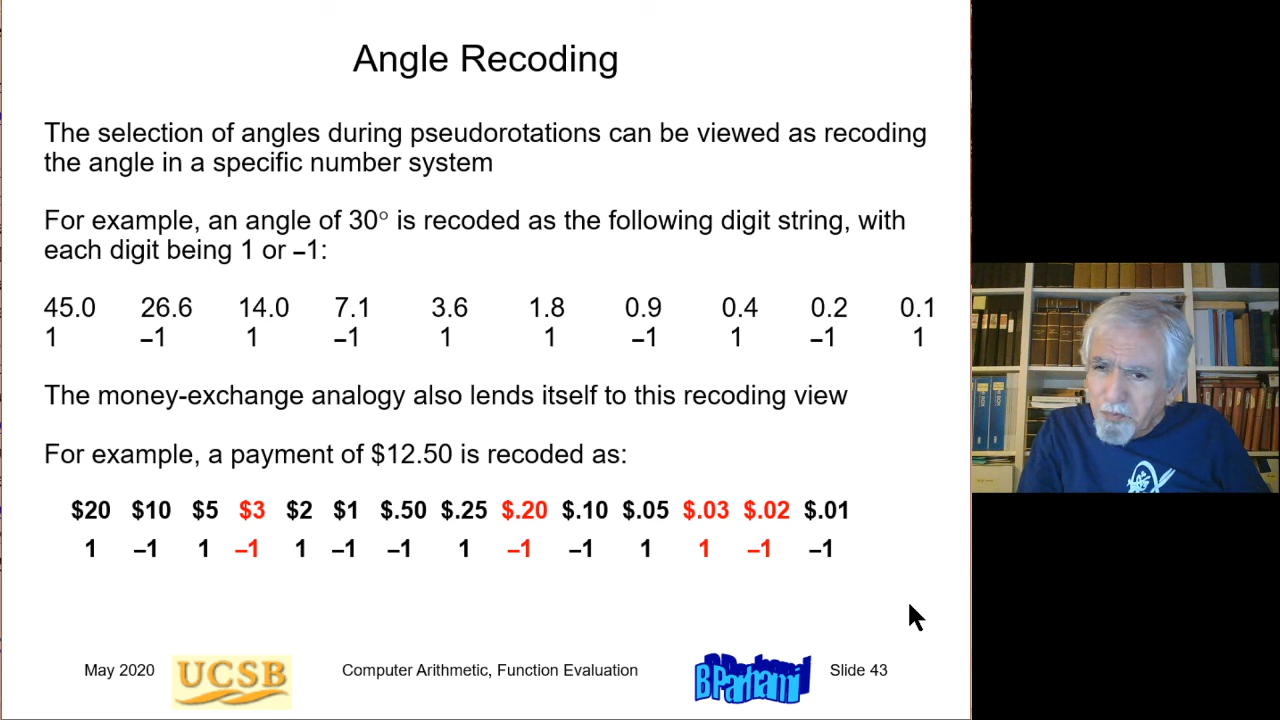 Angle Recoding
The selection of angles during pseudorotations can be viewed as recoding
the angle in a specific number system
For example, an angle of 30° is recoded as the following digit string, with
each digit being 1 or –1:
45.0 26.6 14.0 7.1 3.6 1.8 0.9 0.4 0.2 0.1
1 –1 1 –1 1 1 –1 1 –1 1
The money-exchange analogy also lends itself to this recoding view
For example, a payment of $12.50 is recoded as:
$20 $10 $5 $3 $2 $1 $.50 $.25 $.20 $.10 $.05 $.03 $.02 $.01
1 –1 1 –1 1 –1 –1 1 –1 –1 1 1 –1 –1
May 2020 UCSB Computer Arithmetic, Function Evaluation B Parhami Slide 43